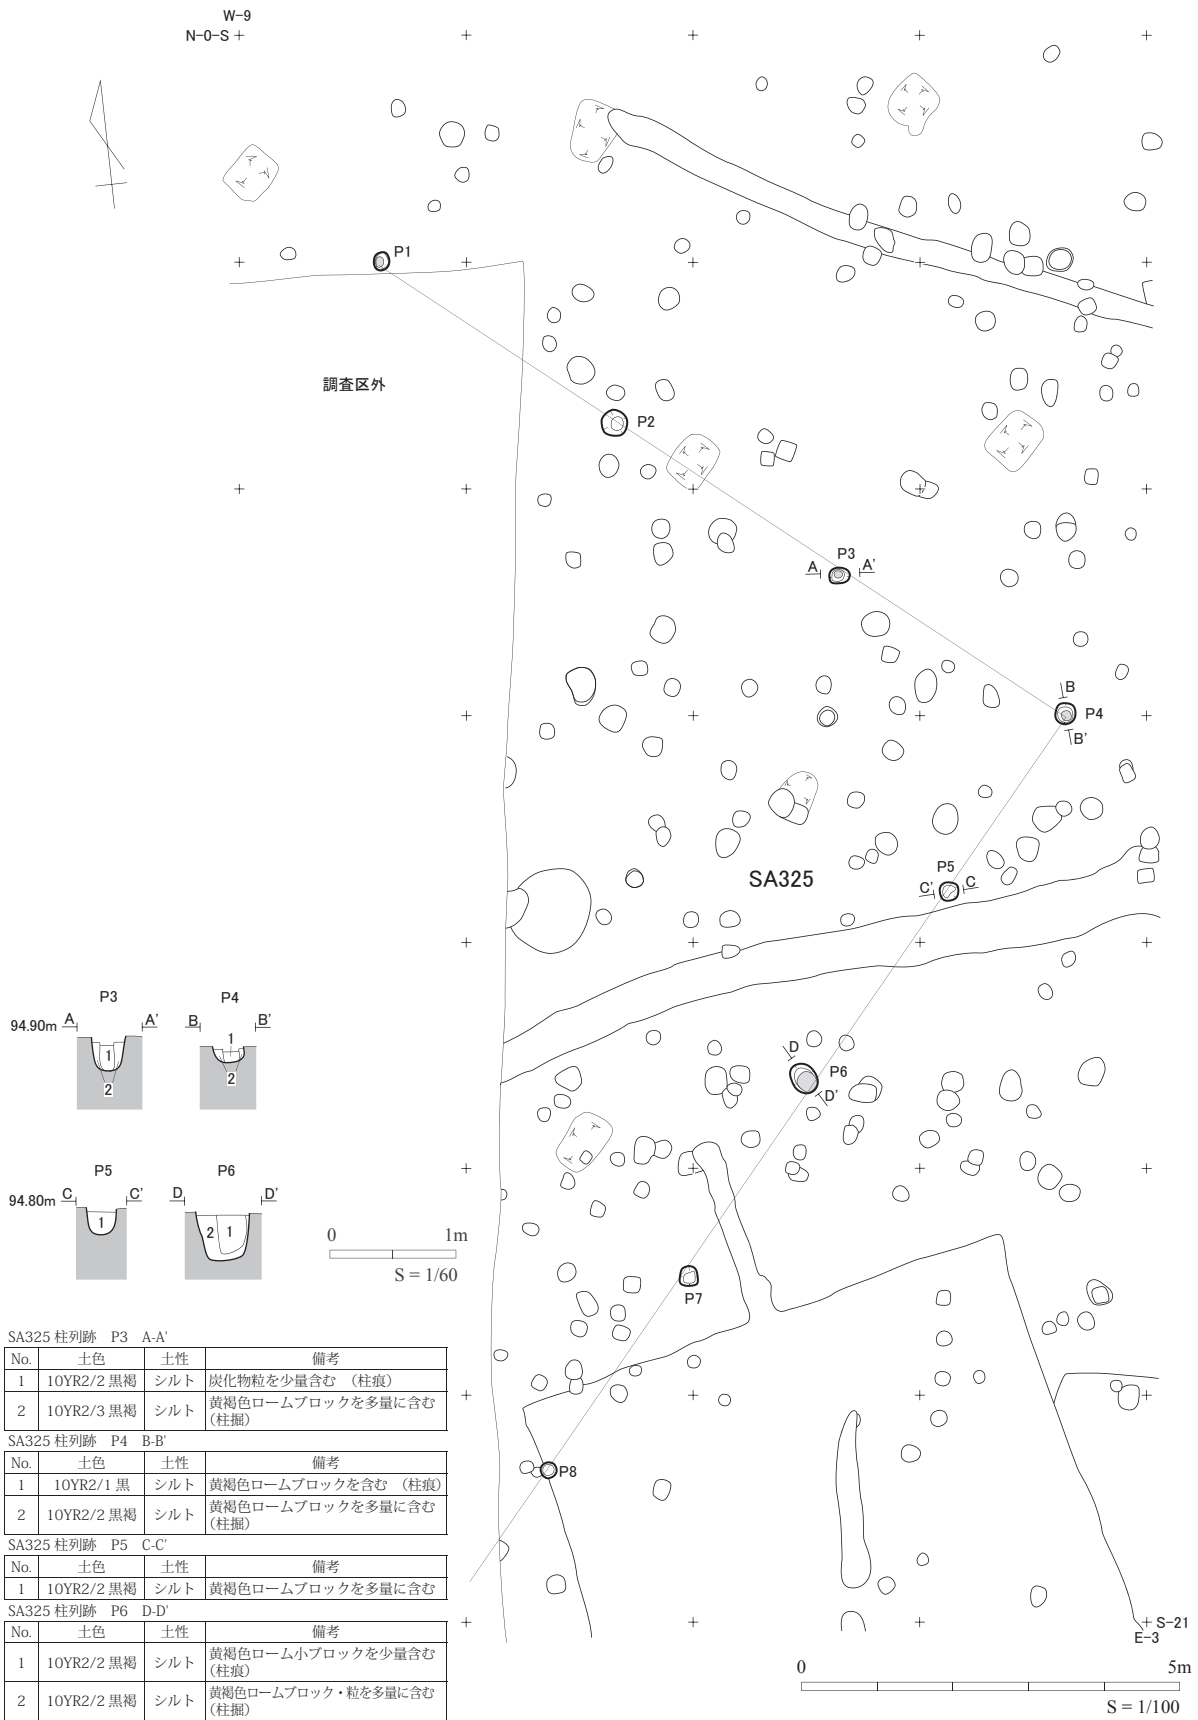 W-9
N-0-S
P1
調査区外
P2
P3
A A'
B
P4
B'
SA325
P5
C' C
D
P6
D'
P7
P8
P3 P4
94.90m A A' B B'
1 1
2 2
P5 P6
94.80m C C' D D'
1 2 1
0 1m
S = 1/60
SA325 柱列跡 P3 A-A'
No. 土色 土性 備考
1 10YR2/2 黒褐 シルト 炭化物粒を少量含む (柱痕)
2 10YR2/3 黒褐 シルト 黄褐色ロームブロックを多量に含む
(柱掘)
SA325 柱列跡 P4 B-B'
No. 土色 土性 備考
1 10YR2/1 黒 シルト 黄褐色ロームブロックを含む (柱痕)
2 10YR2/2 黒褐 シルト 黄褐色ロームブロックを多量に含む
(柱掘)
SA325 柱列跡 P5 C-C'
No. 土色 土性 備考
1 10YR2/2 黒褐 シルト 黄褐色ロームブロックを多量に含む
SA325 柱列跡 P6 D-D'
No. 土色 土性 備考
1 10YR2/2 黒褐 シルト 黄褐色ローム小ブロックを少量含む
(柱痕)
2 10YR2/2 黒褐 シルト 黄褐色ロームブロック・粒を多量に含む
(柱掘)
S-21
E-3
0 5m
S = 1/100